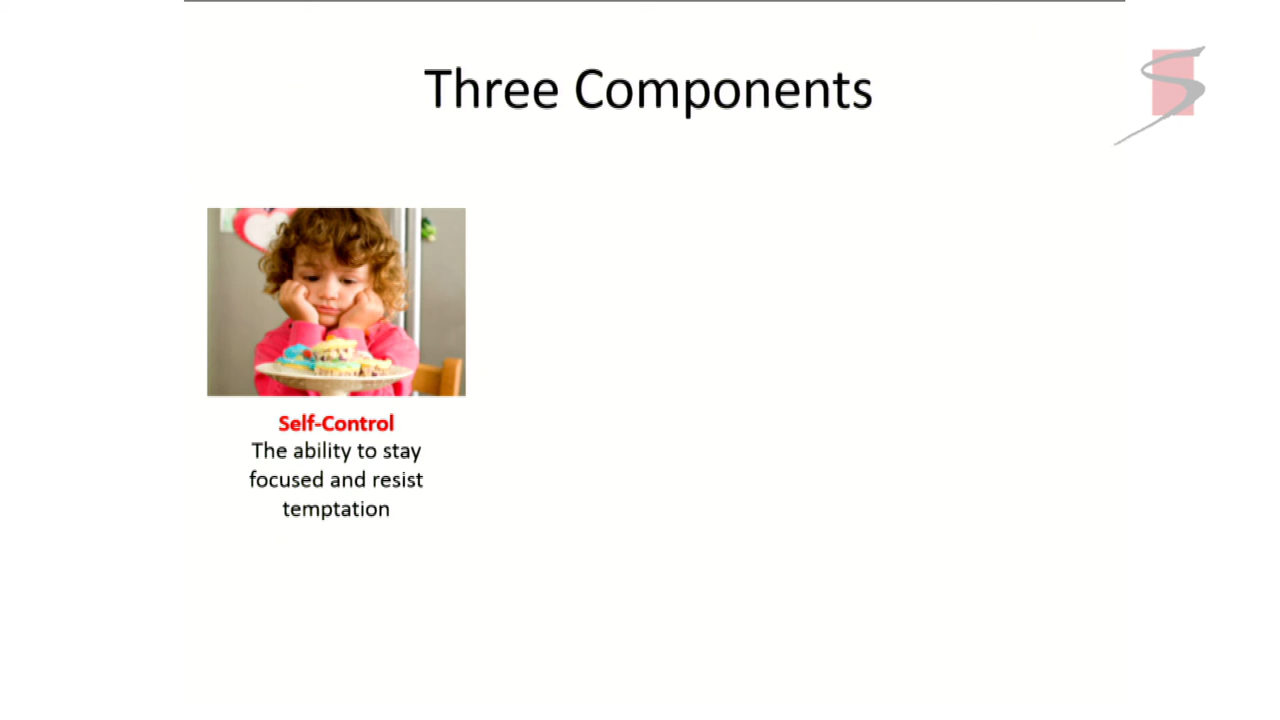 Three Components
Self-Control
The ability to stay
focused and resist
temptation